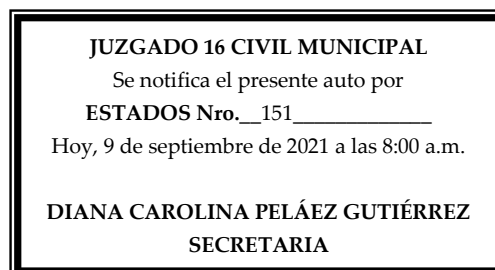 JUZGADO 16 CIVIL MUNICIPAL
Se notifica el presente auto por
ESTADOS Nro.__151_____________
Hoy, 9 de septiembre de 2021 a las 8:00 a.m.
DIANA CAROLINA PELÁEZ GUTIÉRREZ
SECRETARIA